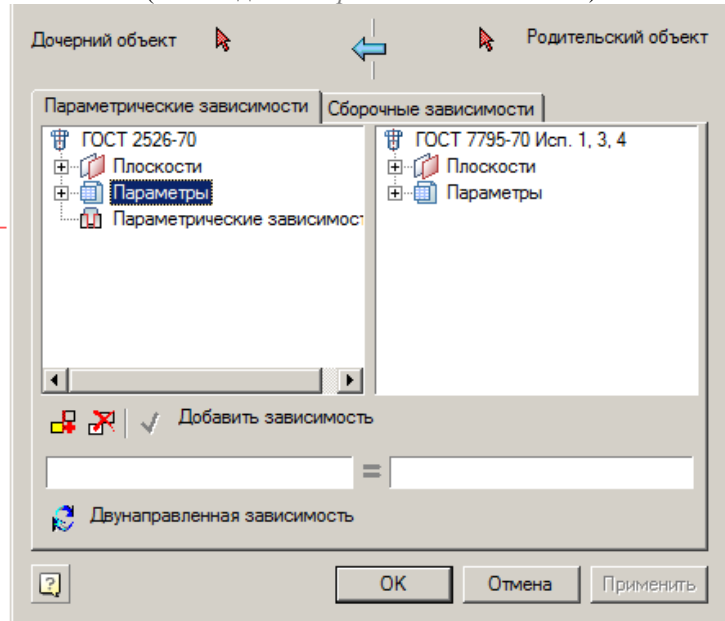 Дочерний объект
Родительский объект
Параметрические зависимости
Сборочные зависимости
ГОСТ 2526-70
Плоскости
Параметры
Параметрические зависимост
ГОСТ 7795-70 Исп. 1, 3, 4
Плоскости
Параметры
Добавить зависимость
=
Двунаправленная зависимость
?
OK
Отмена
Применить